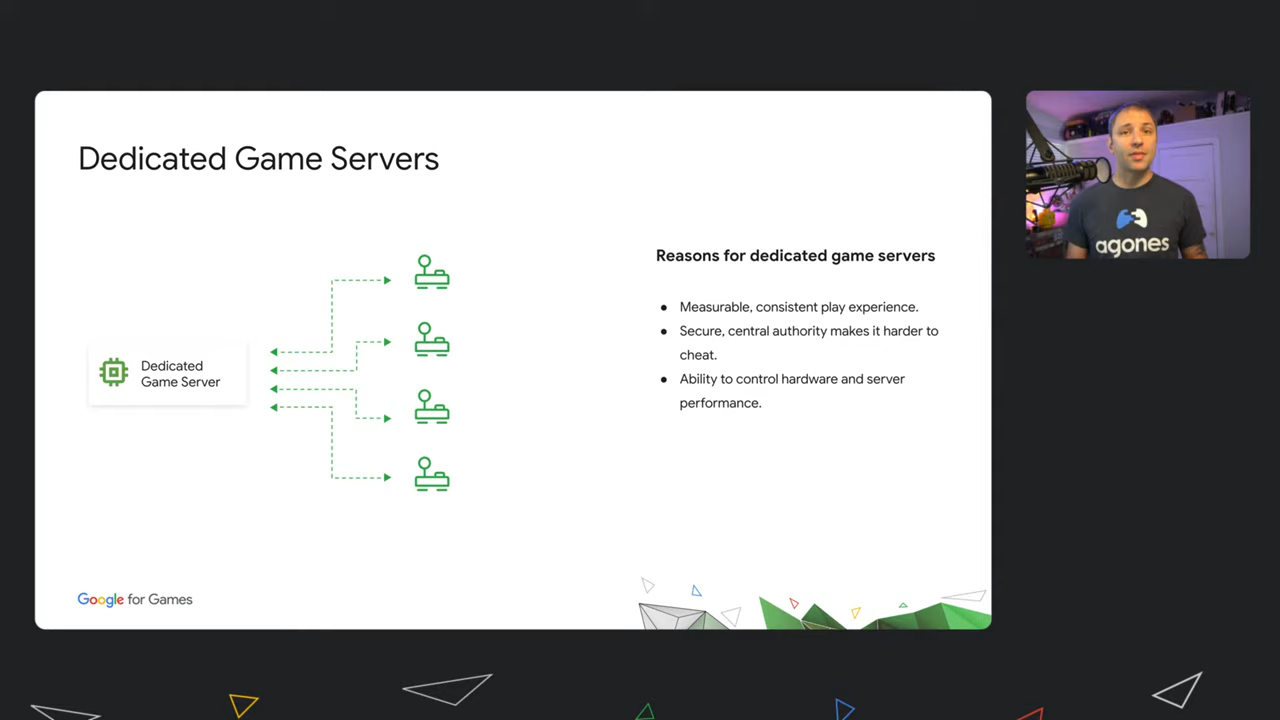 Dedicated Game Servers
Dedicated
Game Server
Reasons for dedicated game servers
Measurable, consistent play experience.
Secure, central authority makes it harder to
cheat.
Ability to control hardware and server
performance.
Google for Games
agones